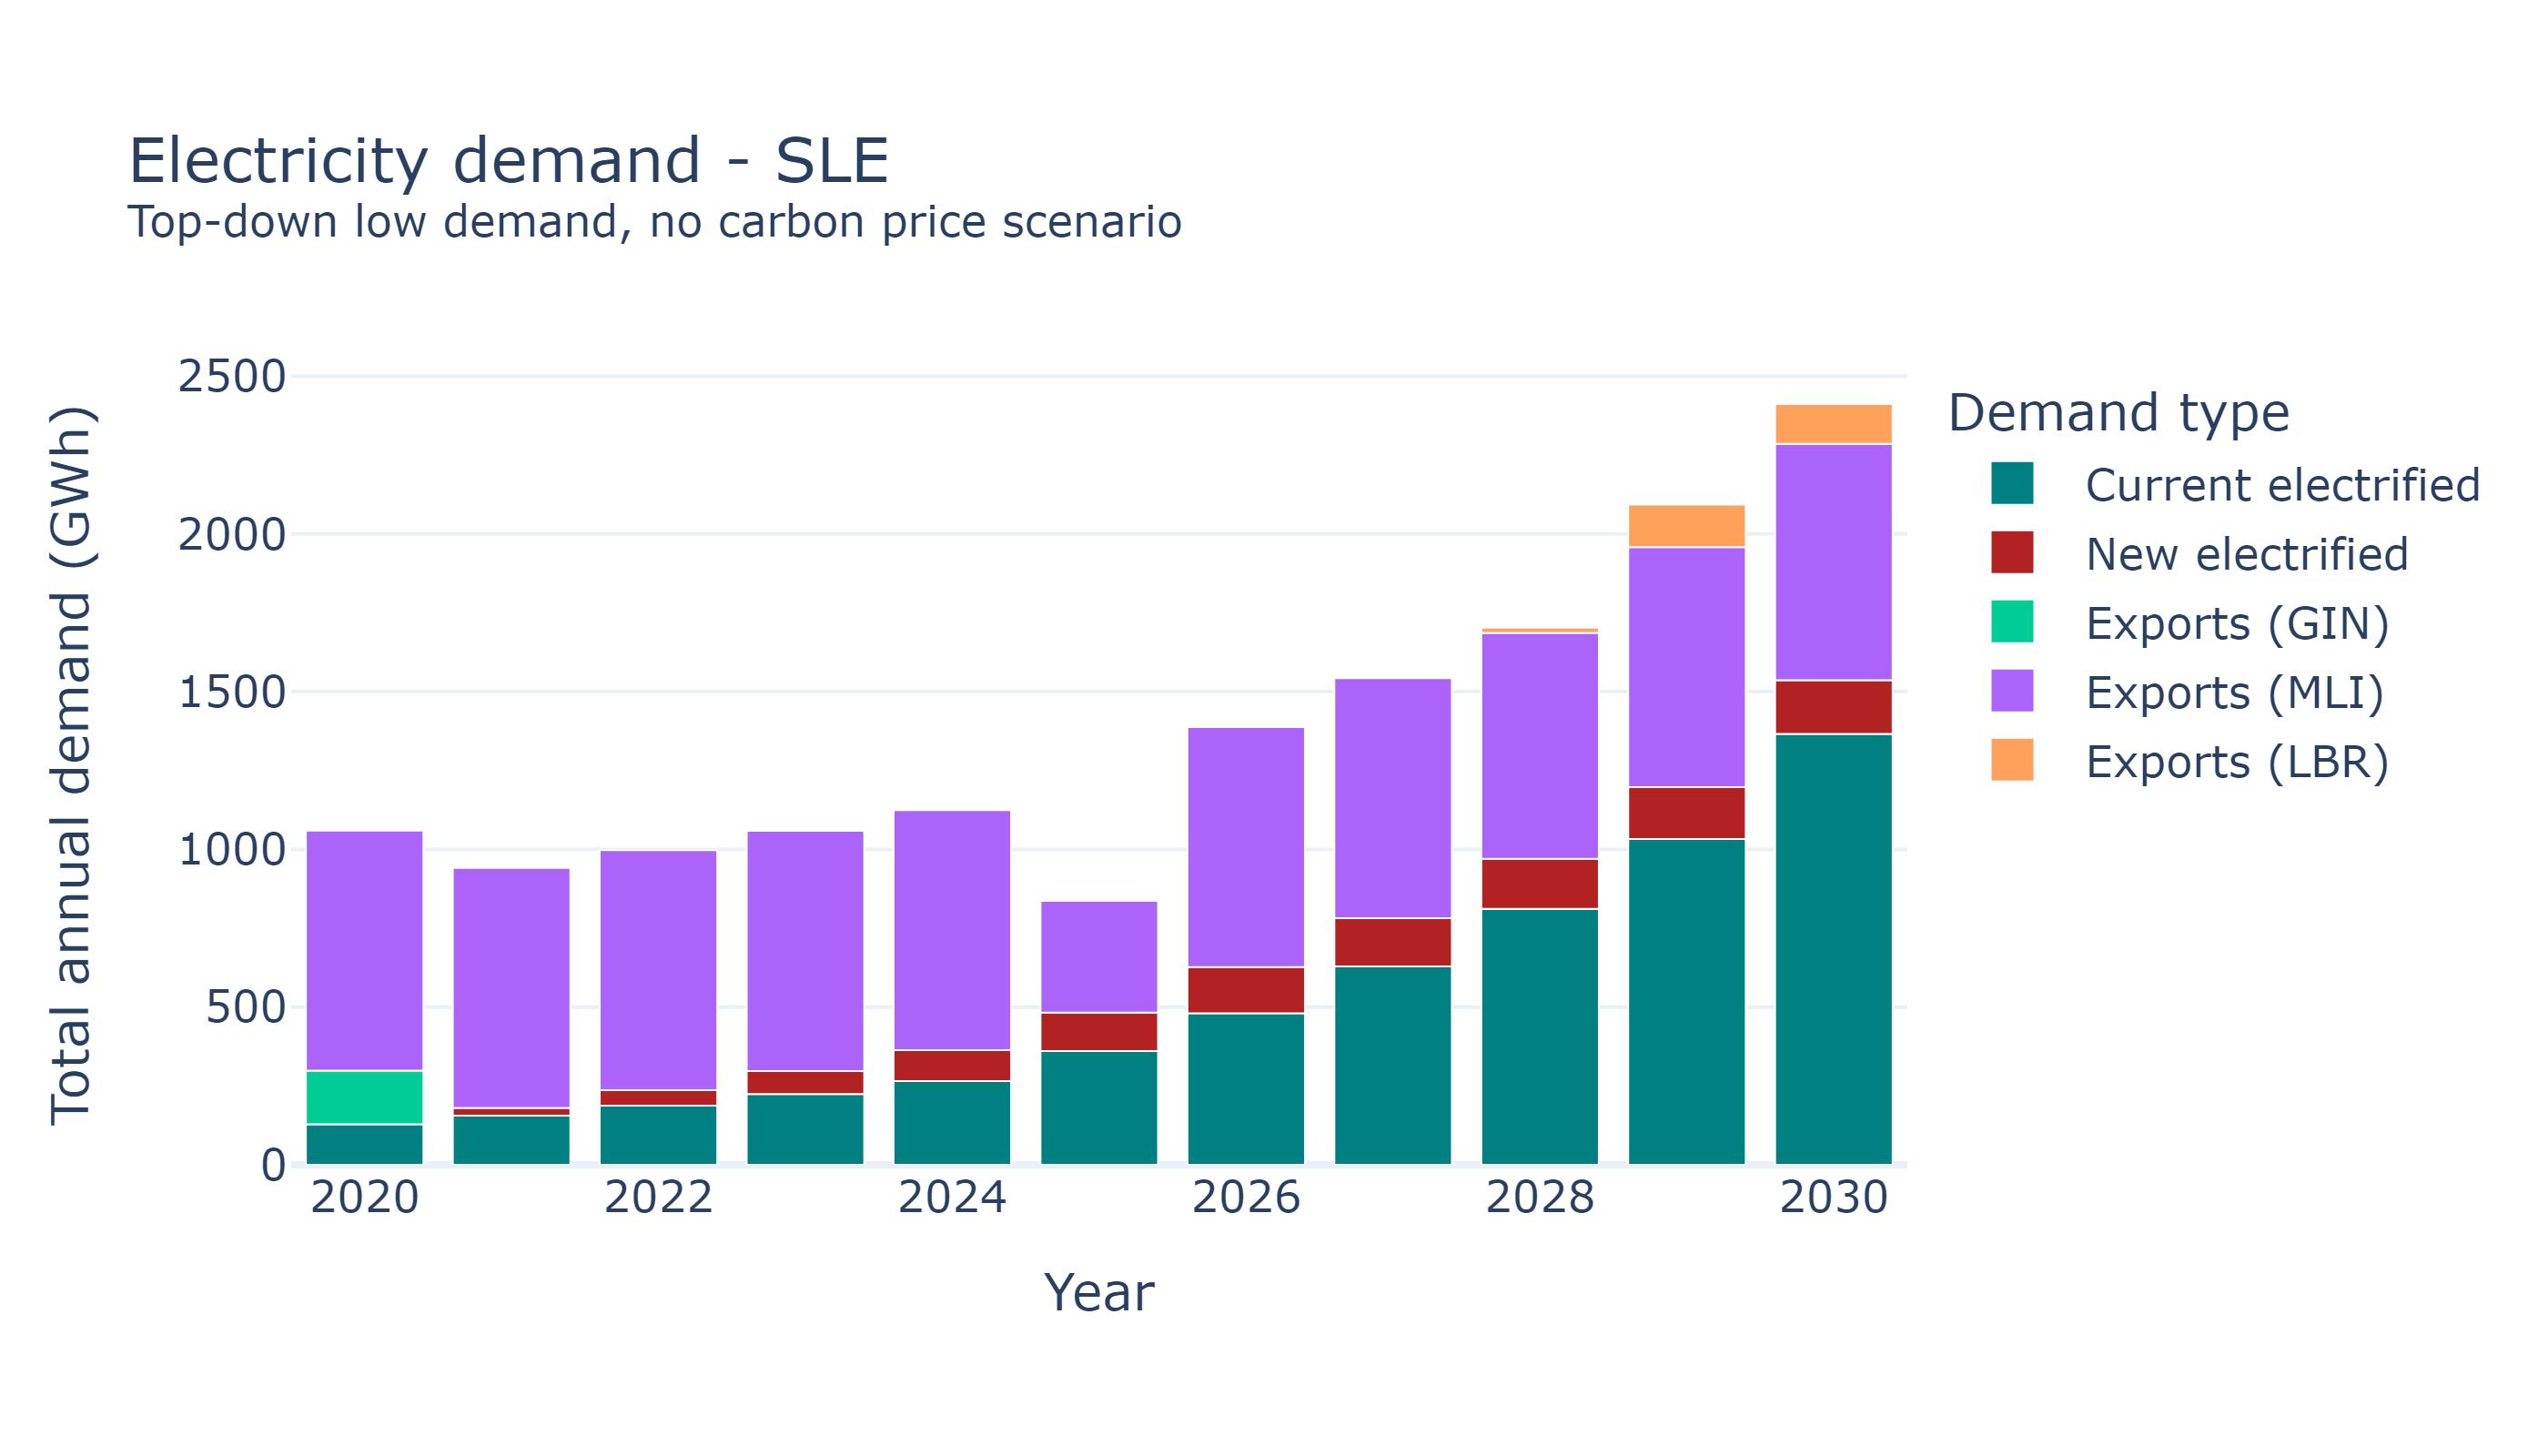 Electricity demand - SLE
Top-down low demand, no carbon price scenario
Total annual demand (GWh)
2500
2000
1500
1000
500
0
2020
2022
2024
2026
2028
2030
Year
Demand type
Current electrified
New electrified
Exports (GIN)
Exports (MLI)
Exports (LBR)